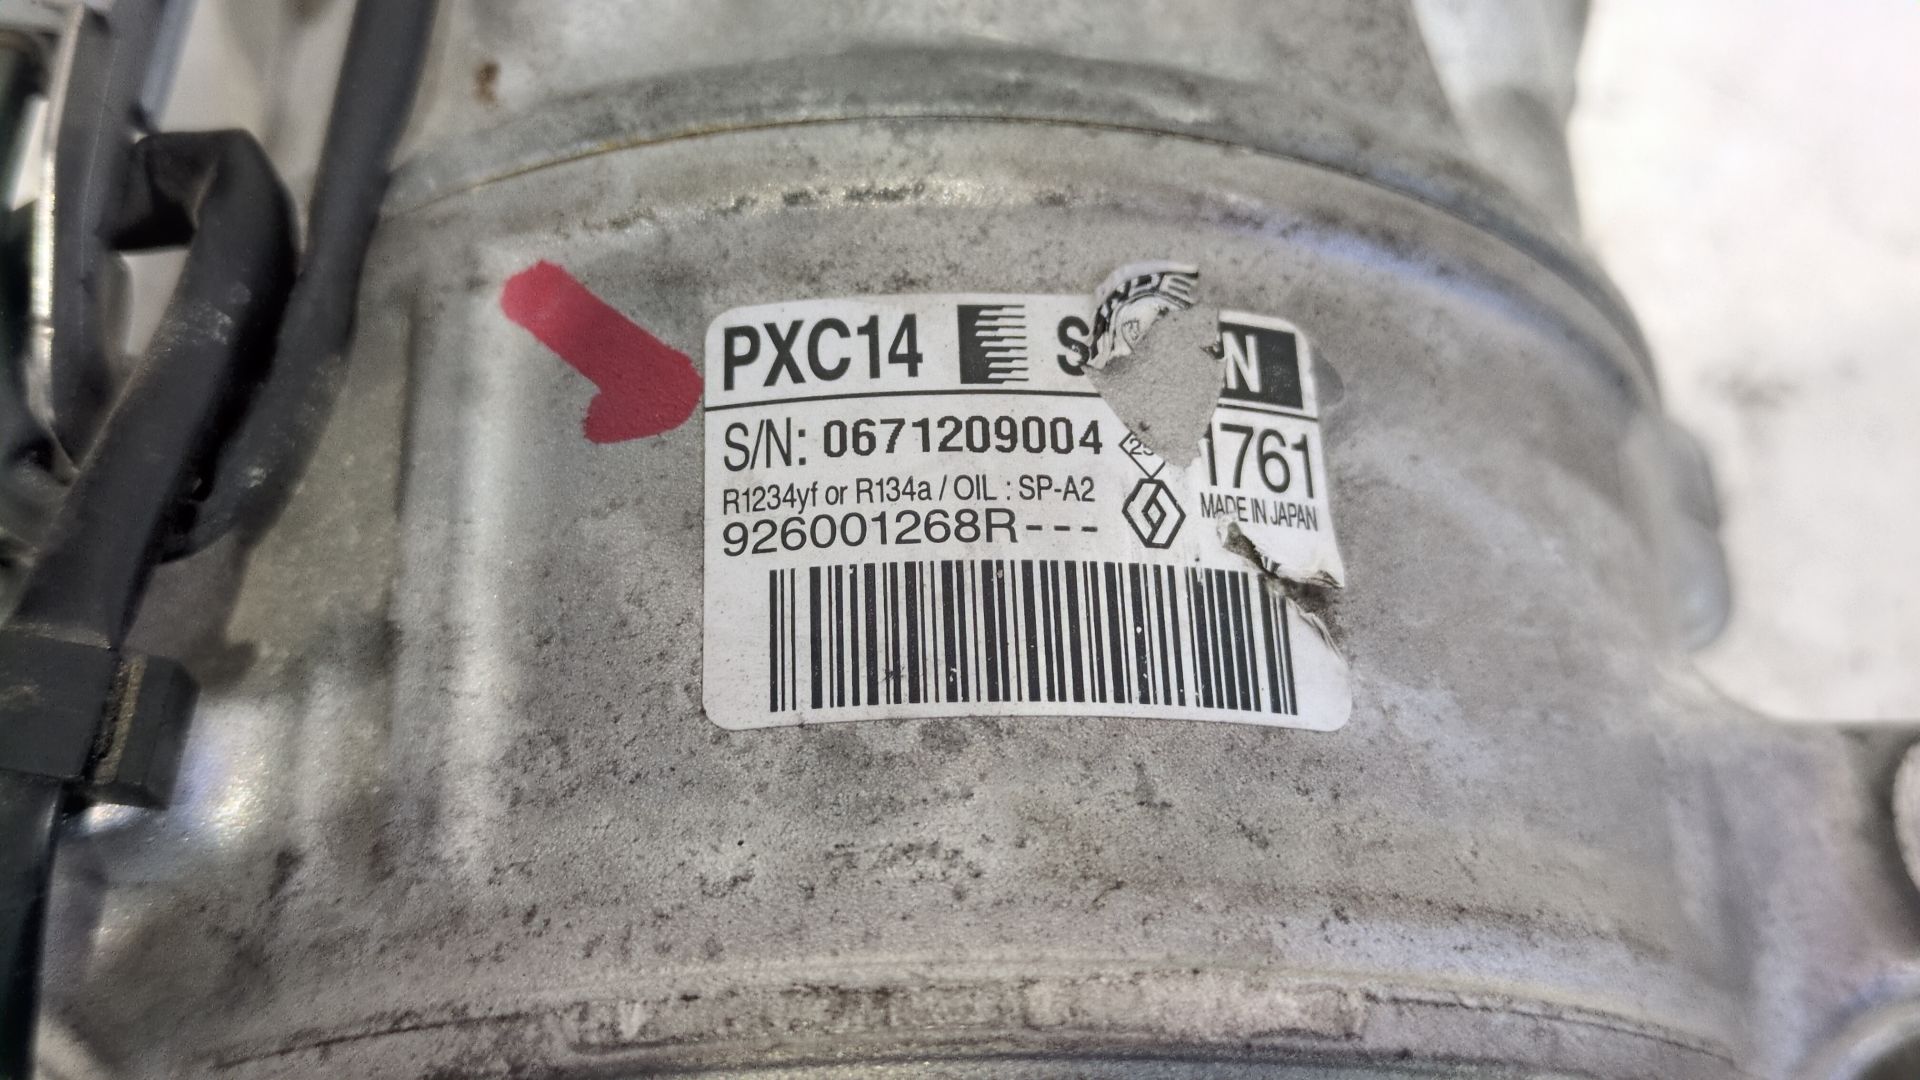 PXC14
S/N: 0671209004 1761
R1234yf or R134a / OIL : SP-A2 MADE IN JAPAN
926001268R---